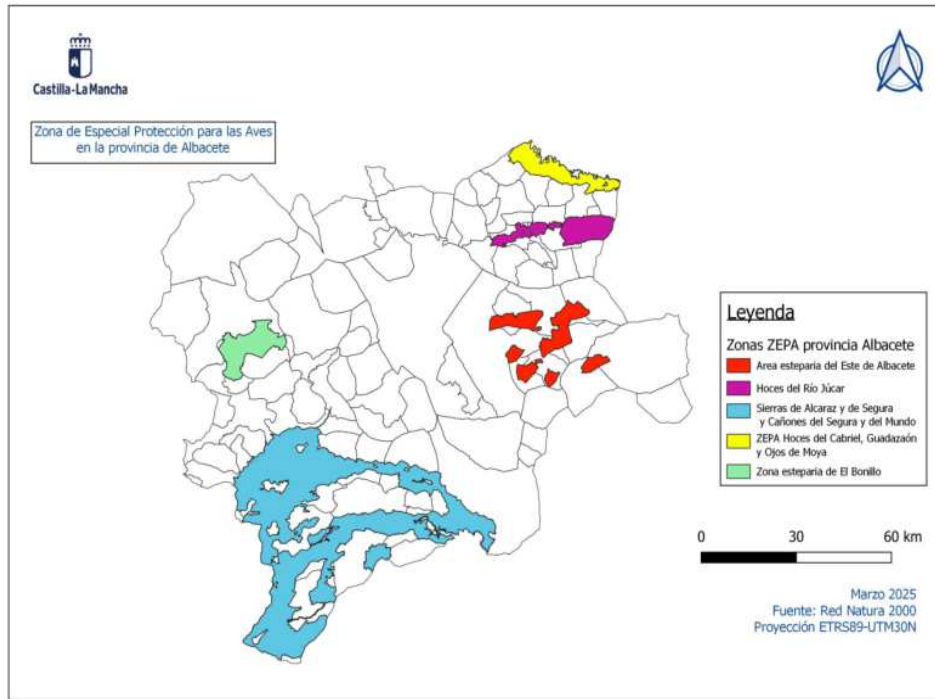 Castilla-La Mancha
Zona de Especial Protección para las Aves
en la provincia de Albacete
Leyenda
Zonas ZEPA provincia Albacete
Area esteparia del Este de Albacete
Hoces del Río Júcar
Sierras de Alcaraz y de Segura
y Cañones del Segura y del Mundo
ZEPA Hoces del Cabriel, Guadazaón
y Ojos de Moya
Zona esteparia de El Bonillo
0 30 60 km
Marzo 2025
Fuente: Red Natura 2000
Proyección ETRS89-UTM30N